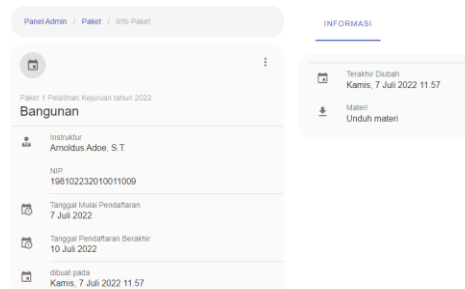 Panel Admin / Paket / Info Paket
Paket 1 Pelatihan Kejuruan tahun 2022
Bangunan
Instruktur
Arnoldus Adoe, S.T.
NIP.
198102232010011009
Tanggal Mulai Pendaftaran
7 Juli 2022
Tanggal Pendaftaran Berakhir
10 Juli 2022
dibuat pada
Kamis, 7 Juli 2022 11.57
INFORMASI
Terakhir Diubah
Kamis, 7 Juli 2022 11.57
Materi
Unduh materi